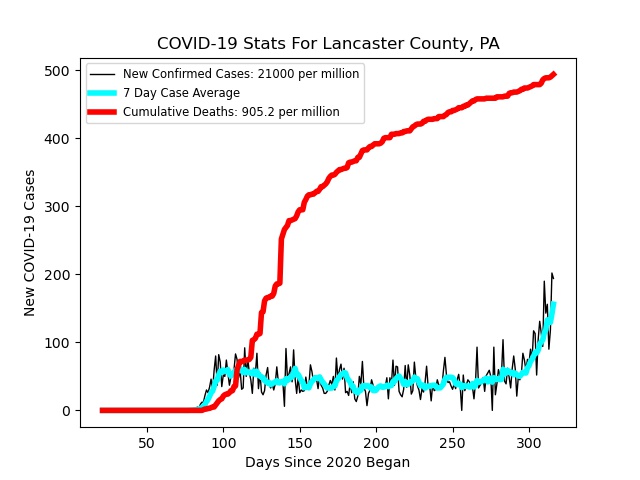 COVID-19 Stats For Lancaster County, PA
New Confirmed Cases: 21000 per million
7 Day Case Average
Cumulative Deaths: 905.2 per million
New COVID-19 Cases
500
400
300
200
100
0
50 100 150 200 250 300
Days Since 2020 Began